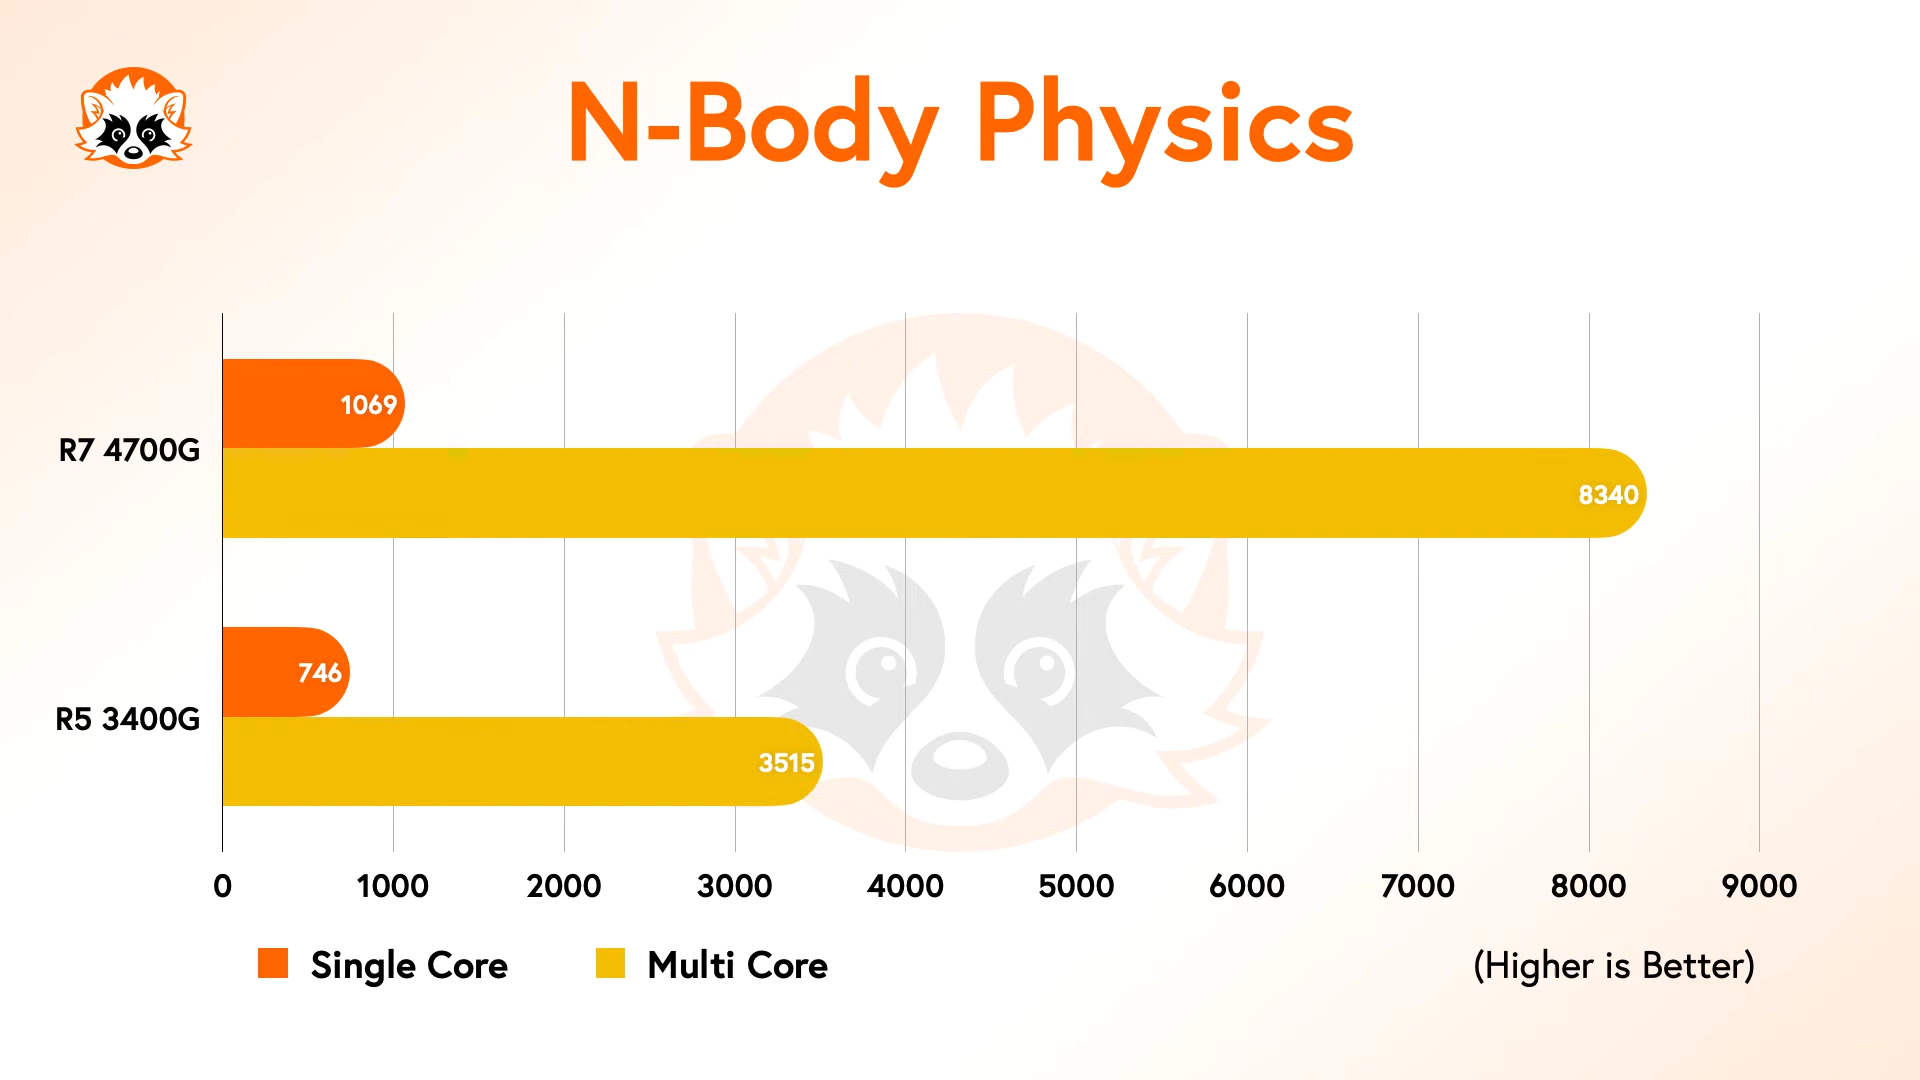 N-Body Physics
1069
R7 4700G
8340
746
R5 3400G
3515
0 1000 2000 3000 4000 5000 6000 7000 8000 9000
Single Core Multi Core (Higher is Better)